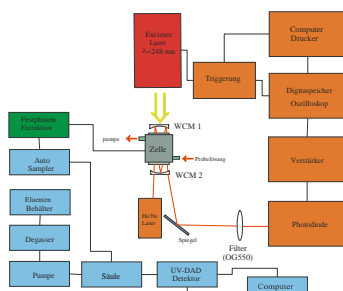 Excimer
Laser
λ=248 nm
Computer
Drucker
Triggerung
Digitaspeicher
Oszilloskop
Festphasen
Extraktion
WCM 1
pumpe
Zelle
Probelösung
Verstärker
Auto
Sampler
WCM 2
Eluenten
Behälter
He/Ne
Laser
Spiegel
Filter
(OG550)
Photodiode
Degasser
Pumpe
Säule
UV-DAD
Detektor
Computer